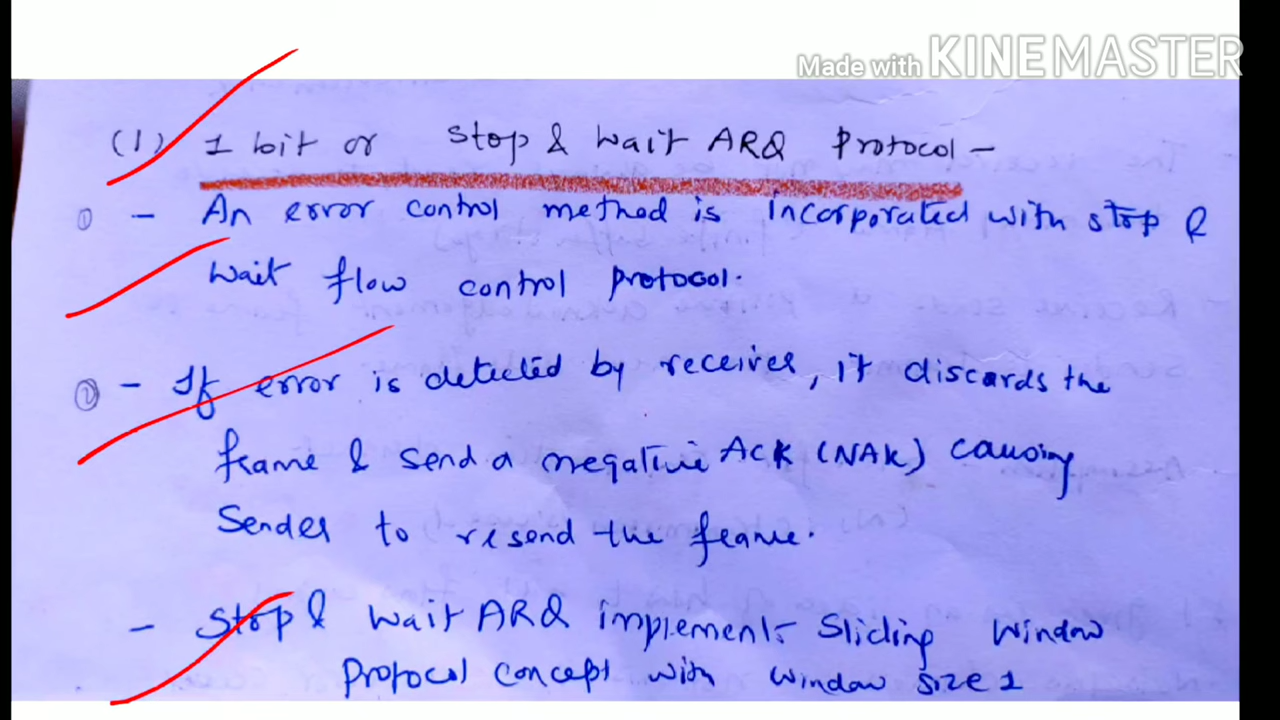 Made with KINEMASTER
(1) 1 bit or Stop & Wait ARQ Protocol –
① – An error control method is incorporated with stop &
wait flow control protocol.
② – If error is detected by receiver, it discards the
frame & send a negative ACK (NAK) causing
Sender to resend the frame.
– Stop & Wait ARQ implements Sliding Window
Protocol concept with window size 1